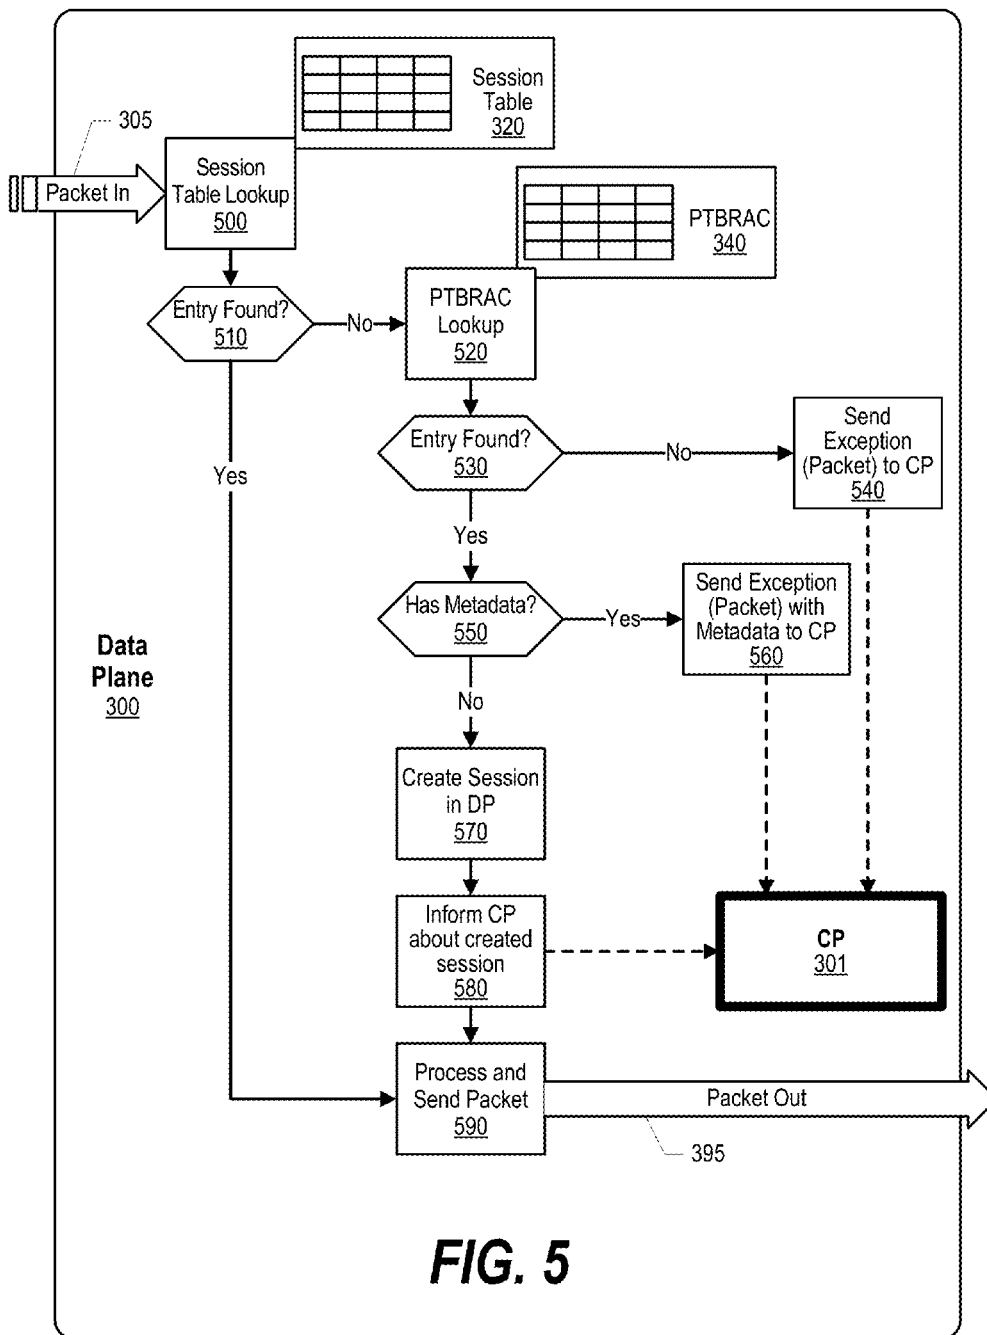 Session
Table
320
305
Packet In
Session
Table Lookup
500
PTBRAC
340
Entry Found?
510
No
PTBRAC
Lookup
520
Entry Found?
530
No
Send
Exception
(Packet) to CP
540
Yes
Yes
Has Metadada?
550
Yes
Send Exception
(Packet) with
Metadata to CP
560
Data
Plane
300
No
Create Session
in DP
570
Inform CP
about created
session
580
CP
301
Process and
Send Packet
590
Packet Out
395
FIG. 5